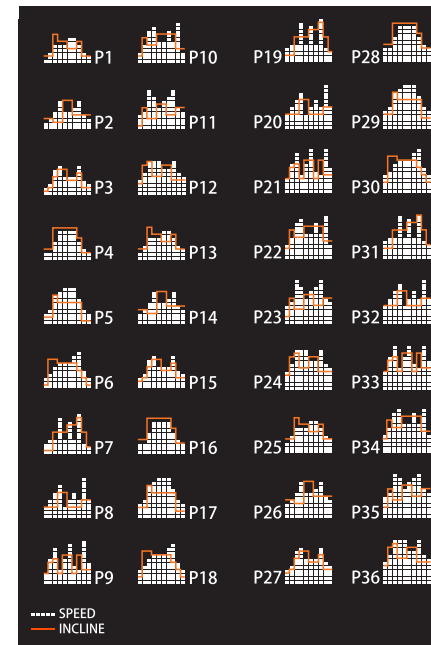 P1 P10 P19 P28
P2 P11 P20 P29
P3 P12 P21 P30
P4 P13 P22 P31
P5 P14 P23 P32
P6 P15 P24 P33
P7 P16 P25 P34
P8 P17 P26 P35
P9 P18 P27 P36
SPEED
INCLINE